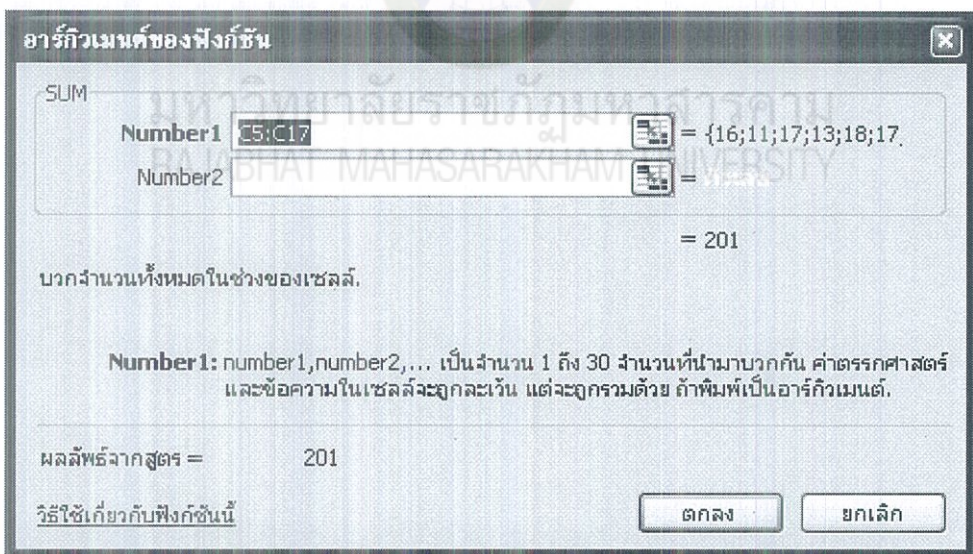 อาร์กิวเมนต์ของฟังก์ชัน
SUM
มหาวิทยาลัยราชภัฏมหาสารคาม
Number1 C5:C17 = {16;11;17;13;18;17
RAJABHAT MAHASARAKHAM UNIVERSITY
Number2 =
= 201
บวกจำนวนทั้งหมดในช่วงของเซลล์.
Number1: number1,number2,... เป็นจำนวน 1 ถึง 30 จำนวนที่นำมาบวกกัน ค่าตรรกศาสตร์
และข้อความในเซลล์จะถูกละเว้น แต่จะถูกรวมด้วย ถ้าพิมพ์เป็นอาร์กิวเมนต์.
ผลลัพธ์จากสูตร = 201
วิธีใช้เกี่ยวกับฟังก์ชันนี้
ตกลง ยกเลิก